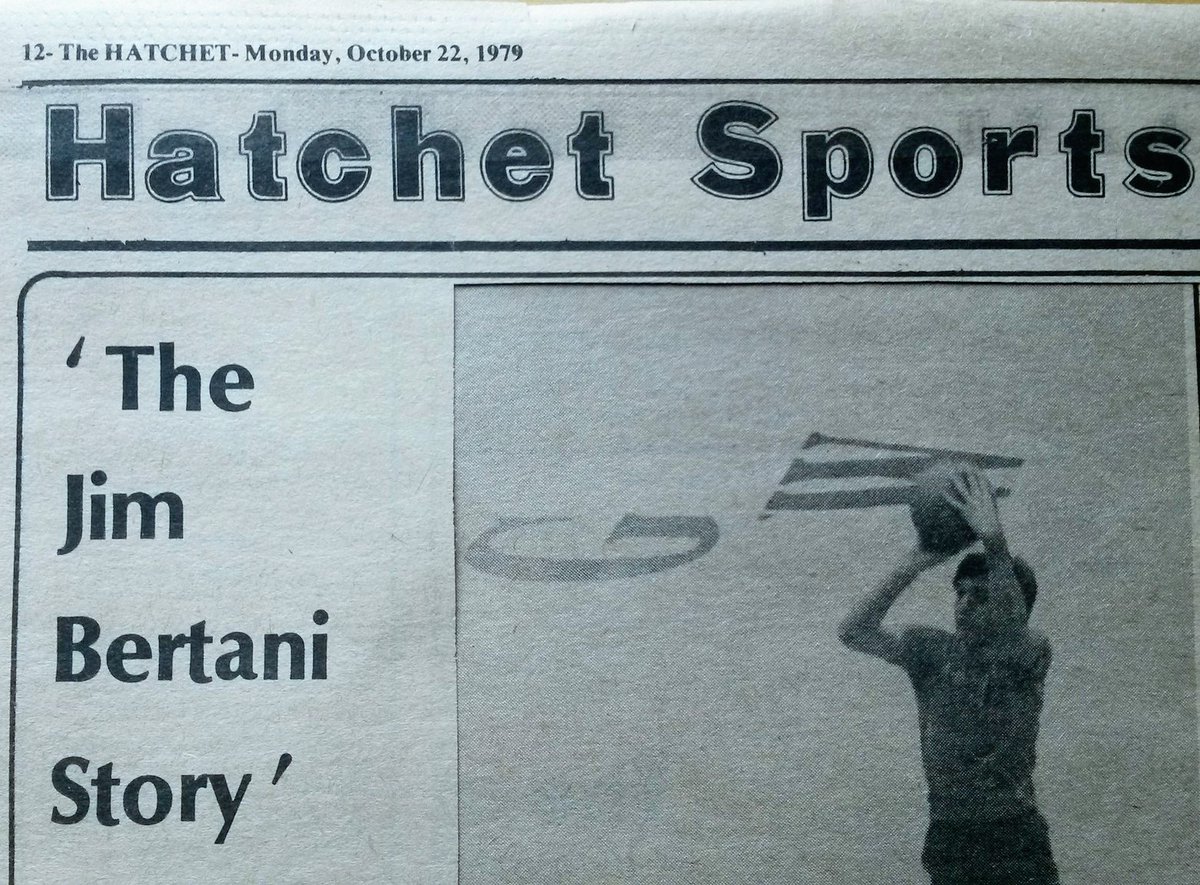 12- The HATCHET- Monday, October 22, 1979
Hatchet Sports
' The
Jim
Bertani
Story '
G